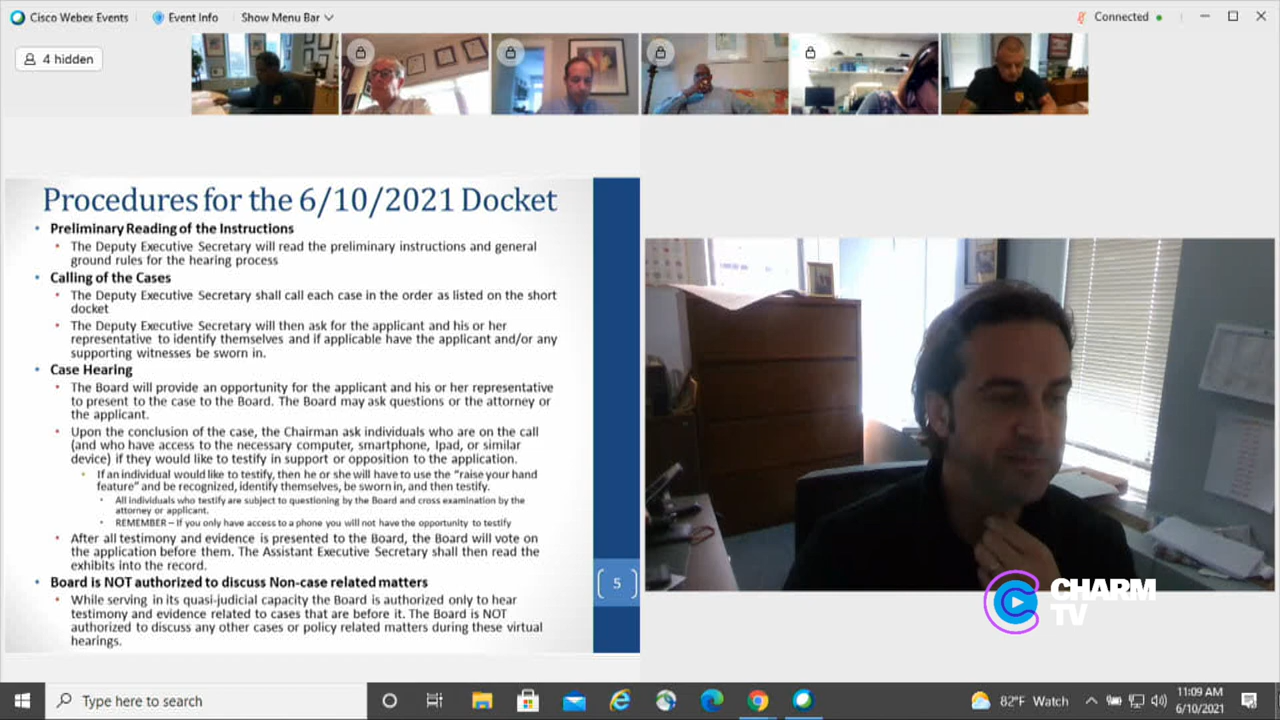 Cisco Webex Events
Event Info
Show Menu Bar
Connected
4 hidden
Procedures for the 6/10/2021 Docket
• Preliminary Reading of the Instructions
• The Deputy Executive Secretary will read the preliminary instructions and general
ground rules for the hearing process
• Calling of the Cases
• The Deputy Executive Secretary shall call each case in the order as listed on the short
docket
• The Deputy Executive Secretary will then ask for the applicant and his or her
representative to identify themselves and if applicable have the applicant and/or any
supporting witnesses be sworn in.
• Case Hearing
• The Board will provide an opportunity for the applicant and his or her representative
to present to the case to the Board. The Board may ask questions or the attorney or
the applicant.
• Upon the conclusion of the case, the Chairman ask individuals who are on the call
(and who have access to the necessary computer, smartphone, Ipad, or similar
device) if they would like to testify in support or opposition to the application.
• If an individual would like to testify, then he or she will have to use the "raise your hand
feature" and be recognized, identify themselves, be sworn in, and then testify.
• All individuals who testify are subject to questioning by the Board and cross examination by the
attorney or applicant.
• REMEMBER – If you only have access to a phone you will not have the opportunity to testify
• After all testimony and evidence is presented to the Board, the Board will vote on
the application before them. The Assistant Executive Secretary shall then read the
exhibits into the record.
• Board is NOT authorized to discuss Non-case related matters
• While serving in its quasi-judicial capacity the Board is authorized only to hear
testimony and evidence related to cases that are before it. The Board is NOT
authorized to discuss any other cases or policy related matters during these virtual
hearings.
5
CHARM
TV
Type here to search
82°F Watch
11:09 AM
6/10/2021